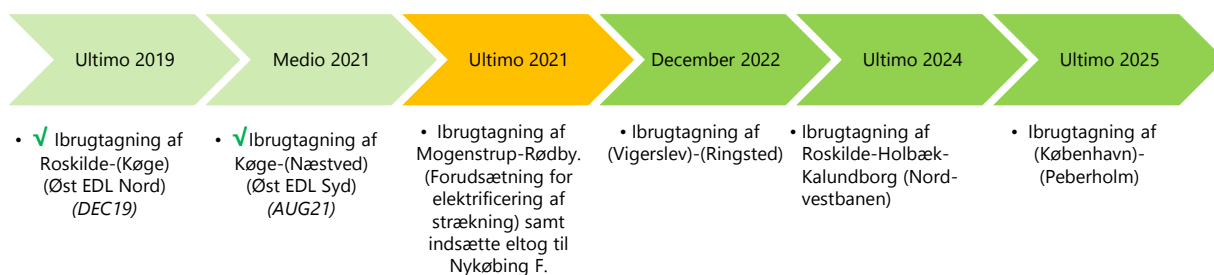 Ultimo 2019
Medio 2021
Ultimo 2021
December 2022
Ultimo 2024
Ultimo 2025
• √ Ibrugtagning af
Roskilde-(Køge)
(Øst EDL Nord)
(DEC19)
• √Ibrugtagning af
Køge-(Næstved)
(Øst EDL Syd)
(AUG21)
• Ibrugtagning af
Mogenstrup-Rødby.
(Forudsætning for
elektrificering af
strækning) samt
indsætte eltog til
Nykøbing F.
• Ibrugtagning af
(Vigerslev)-(Ringsted)
• Ibrugtagning af
Roskilde-Holbæk-
Kalundborg (Nord-
vestbanen)
• Ibrugtagning af
(København)-
(Peberholm)